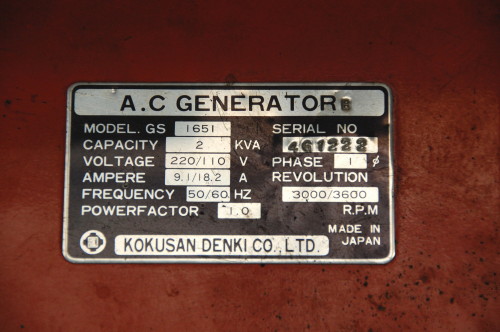 A.C GENERATOR B
MODEL. GS 1651 SERIAL NO
CAPACITY 2 KVA 461228
VOLTAGE 220/110 V PHASE 1 ø
AMPERE 9.1/18.2 A REVOLUTION
FREQUENCY 50/60 HZ 3000/3600
POWERFACTOR 1.0 R.P.M
MADE IN
JAPAN
KOKUSAN DENKI CO., LTD.